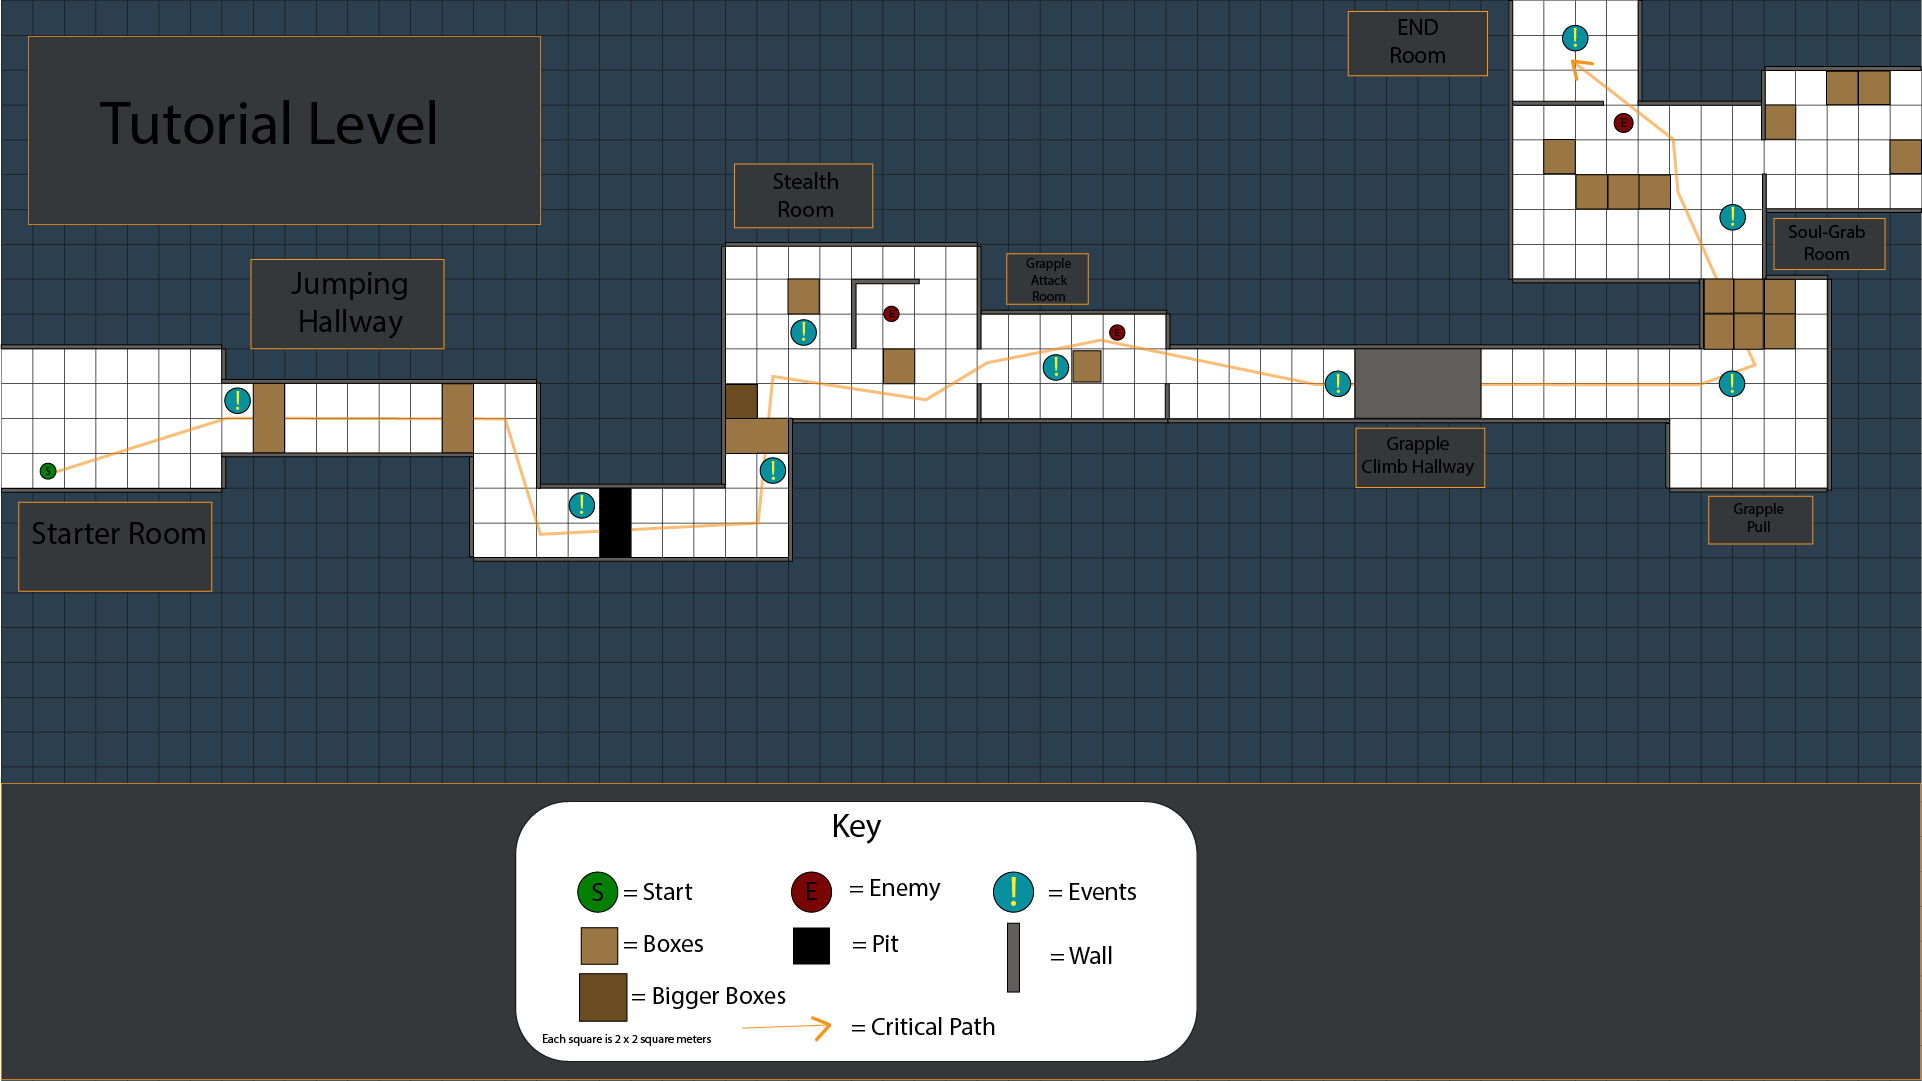 Tutorial Level
END
Room
!
E
Stealth
Room
!
Soul-Grab
Room
Jumping
Hallway
Grapple
Attack
Room
E
!
E
!
!
!
!
S
!
!
Grapple
Climb Hallway
Starter Room
Grapple
Pull
Key
S
= Start
E
= Enemy
!
= Events
= Boxes
= Pit
= Wall
= Bigger Boxes
Each square is 2 x 2 square meters
= Critical Path